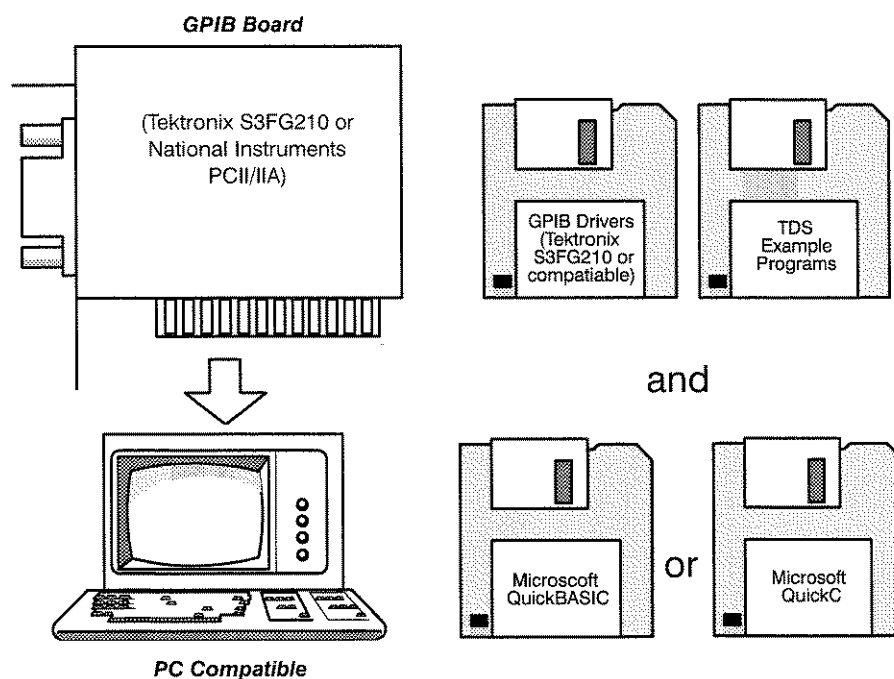 GPIB Board
(Tektronix S3FG210 or
National Instruments
PCII/IIA)
GPIB Drivers
(Tektronix
S3FG210 or
compatiable)
TDS
Example
Programs
and
Microscoft
QuickBASIC
or
Microsoft
QuickC
PC Compatible